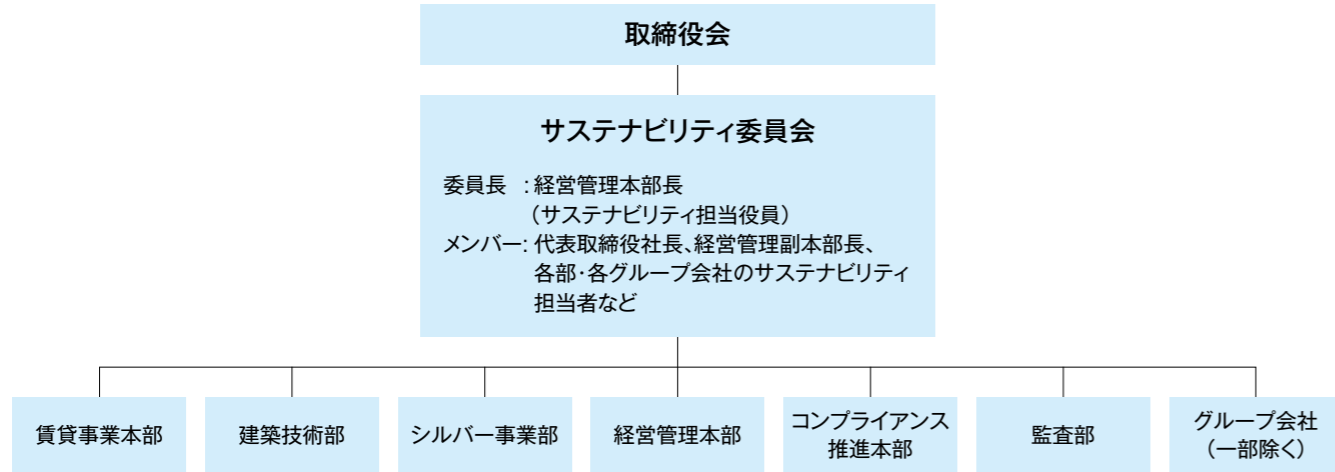 取締役会
サステナビリティ委員会
委員長 ：経営管理本部長
（サステナビリティ担当役員）
メンバー：代表取締役社長、経営管理副本部長、
各部・各グループ会社のサステナビリティ
担当者など
賃貸事業本部
建築技術部
シルバー事業部
経営管理本部
コンプライアンス
推進本部
監査部
グループ会社
（一部除く）